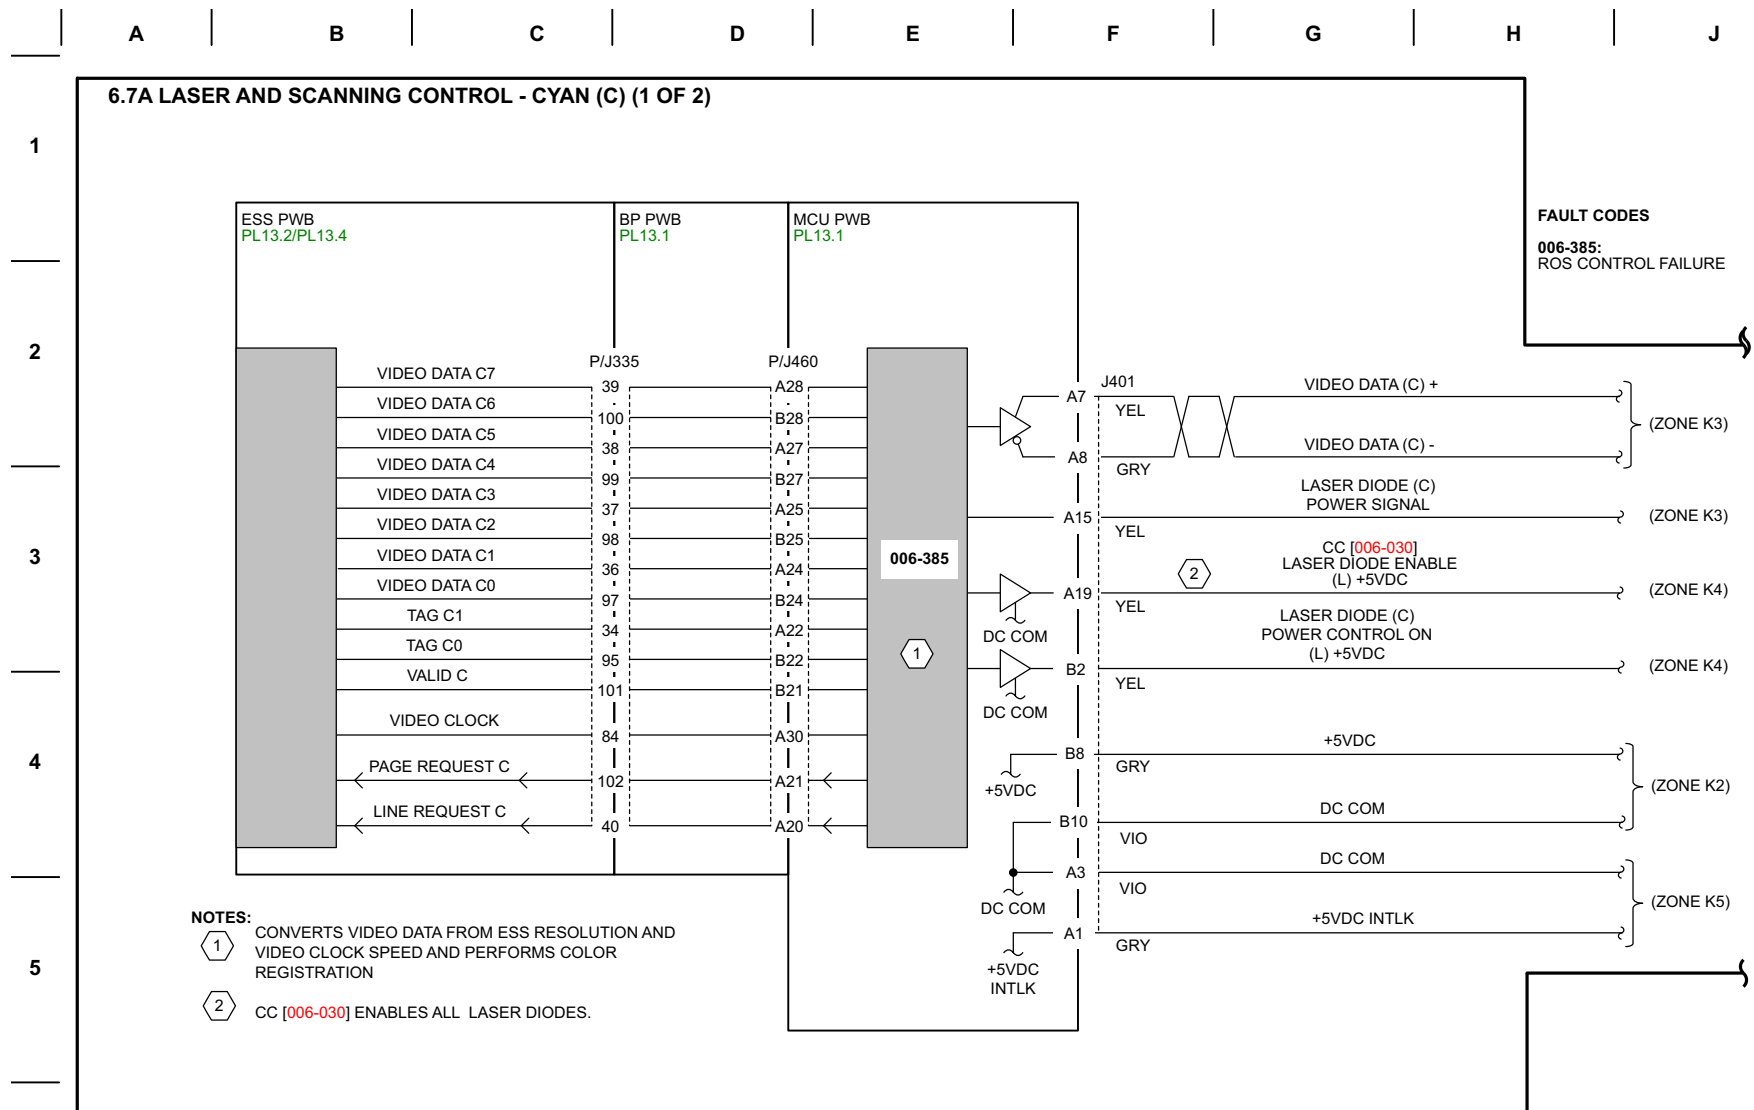 A B C D E F G H J
6.7A LASER AND SCANNING CONTROL - CYAN (C) (1 OF 2)
1
2
3
4
5
ESS PWB
PL13.2/PL13.4
BP PWB
PL13.1
MCU PWB
PL13.1
FAULT CODES
006-385:
ROS CONTROL FAILURE
P/J335
P/J460
VIDEO DATA C7 39 A28
VIDEO DATA C6 100 B28
VIDEO DATA C5 38 A27
VIDEO DATA C4 99 B27
VIDEO DATA C3 37 A25
VIDEO DATA C2 98 B25
VIDEO DATA C1 36 A24
VIDEO DATA C0 97 B24
TAG C1 34 A22
TAG C0 95 B22
VALID C 101 B21
VIDEO CLOCK 84 A30
PAGE REQUEST C 102 A21
LINE REQUEST C 40 A20
006-385
1
J401
A7 YEL VIDEO DATA (C) +
A8 GRY VIDEO DATA (C) -
(ZONE K3)
LASER DIODE (C)
POWER SIGNAL
A15 YEL (ZONE K3)
CC [006-030]
LASER DIODE ENABLE
(L) +5VDC
2
DC COM A19 YEL (ZONE K4)
LASER DIODE (C)
POWER CONTROL ON
(L) +5VDC
DC COM B2 YEL (ZONE K4)
+5VDC B8 GRY +5VDC
B10 VIO DC COM
(ZONE K2)
DC COM A3 VIO DC COM
+5VDC
INTLK
A1 GRY +5VDC INTLK
(ZONE K5)
NOTES:
1
CONVERTS VIDEO DATA FROM ESS RESOLUTION AND
VIDEO CLOCK SPEED AND PERFORMS COLOR
REGISTRATION
2
CC [006-030] ENABLES ALL LASER DIODES.